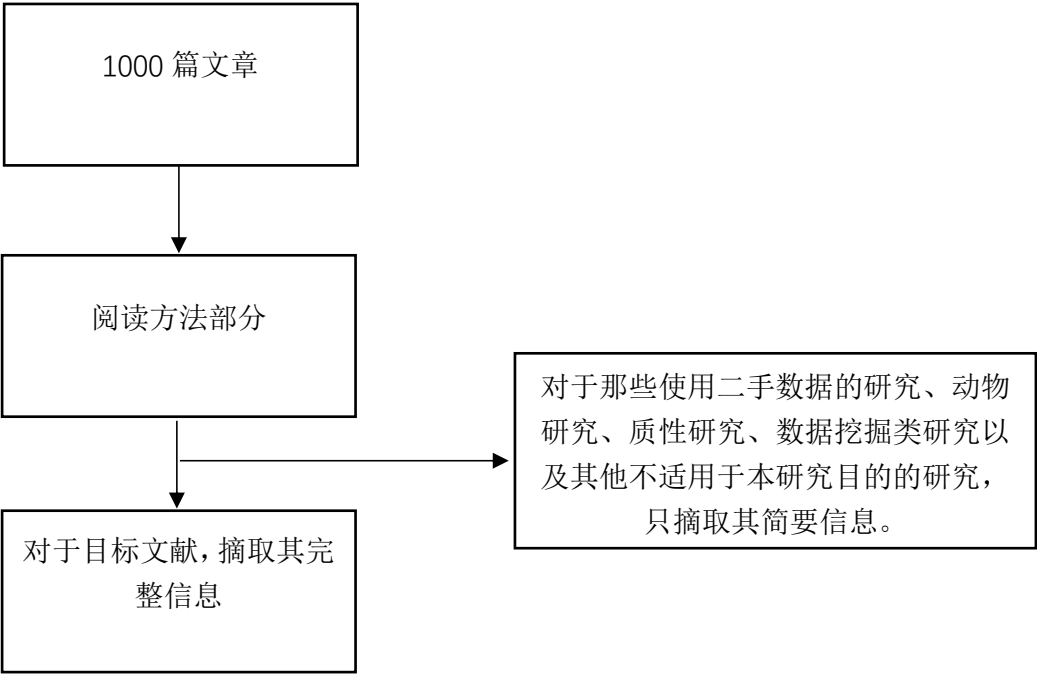 1000 篇文章
阅读方法部分
对于那些使用二手数据的研究、动物
研究、质性研究、数据挖掘类研究以
及其他不适用于本研究目的的研究，
只摘取其简要信息。
对于目标文献，摘取其完
整信息